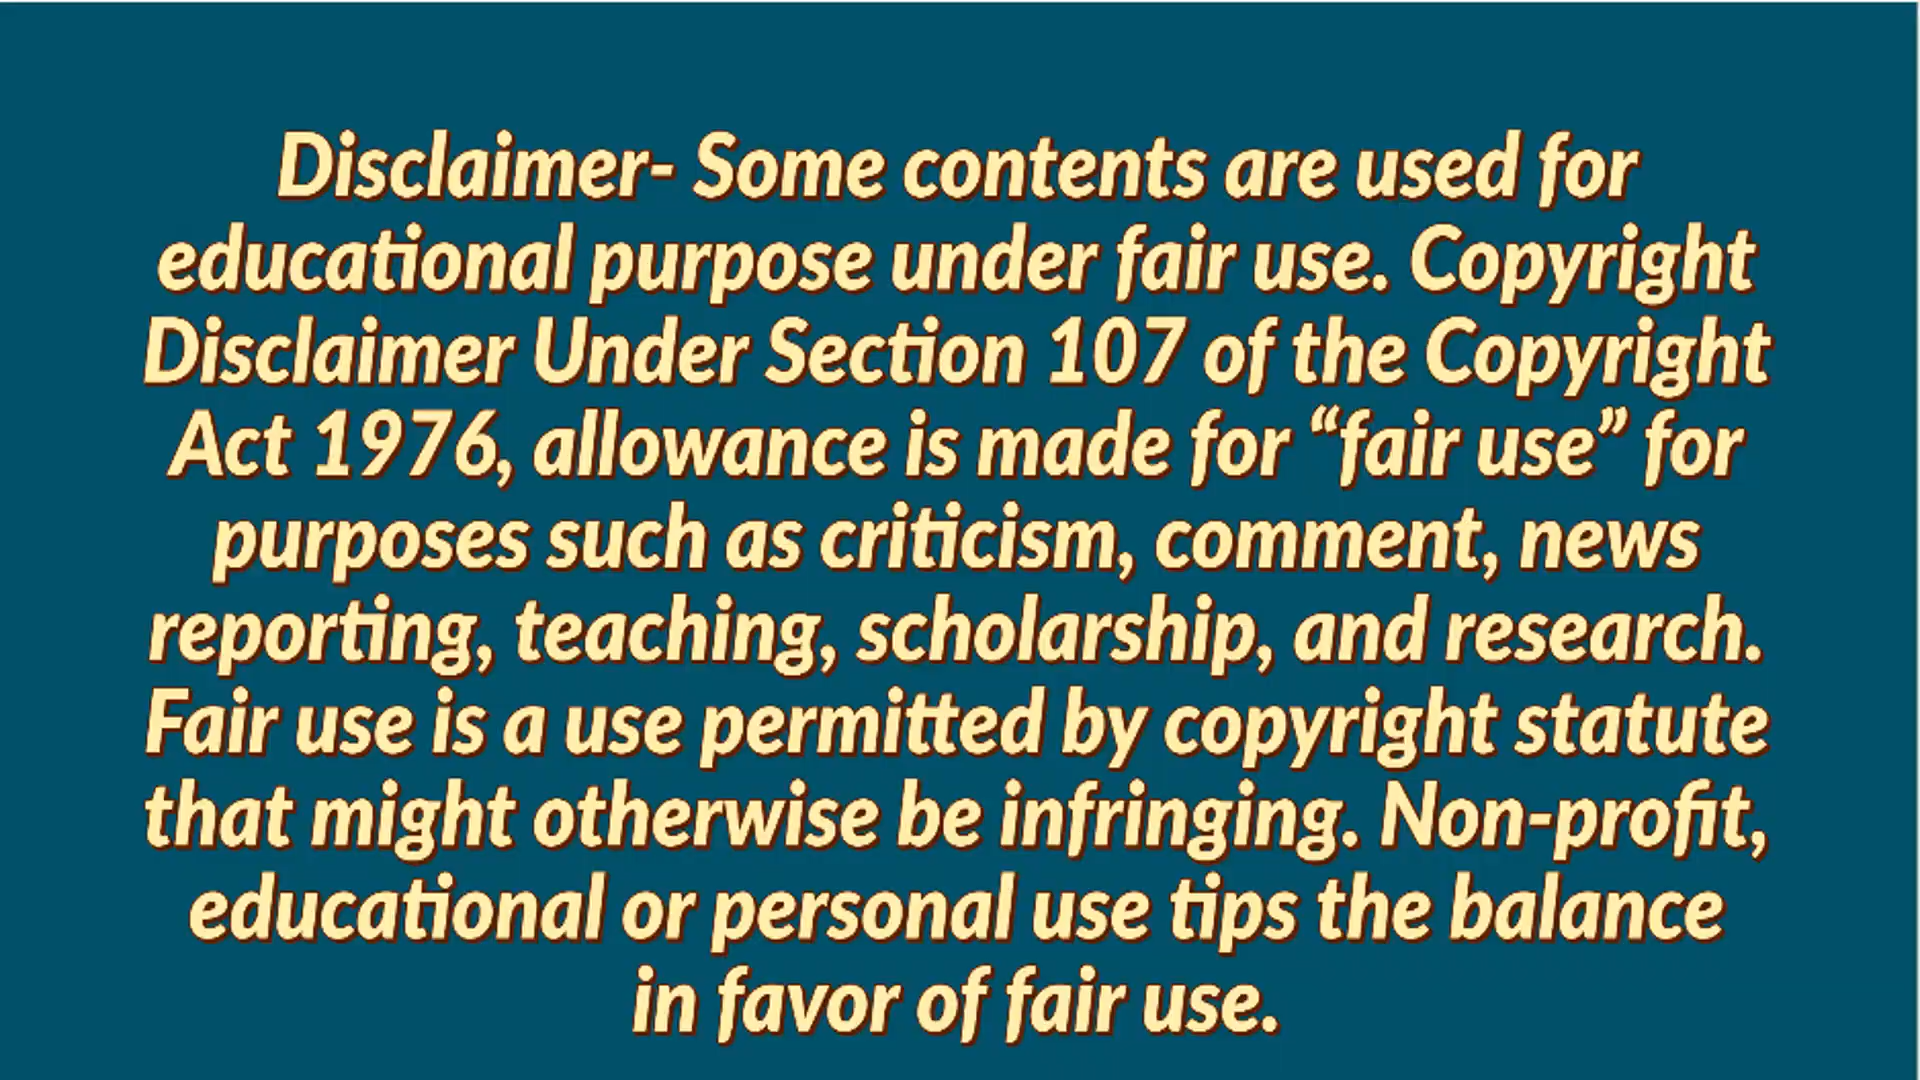 Disclaimer- Some contents are used for
educational purpose under fair use. Copyright
Disclaimer Under Section 107 of the Copyright
Act 1976, allowance is made for “fair use” for
purposes such as criticism, comment, news
reporting, teaching, scholarship, and research.
Fair use is a use permitted by copyright statute
that might otherwise be infringing. Non-profit,
educational or personal use tips the balance
in favor of fair use.